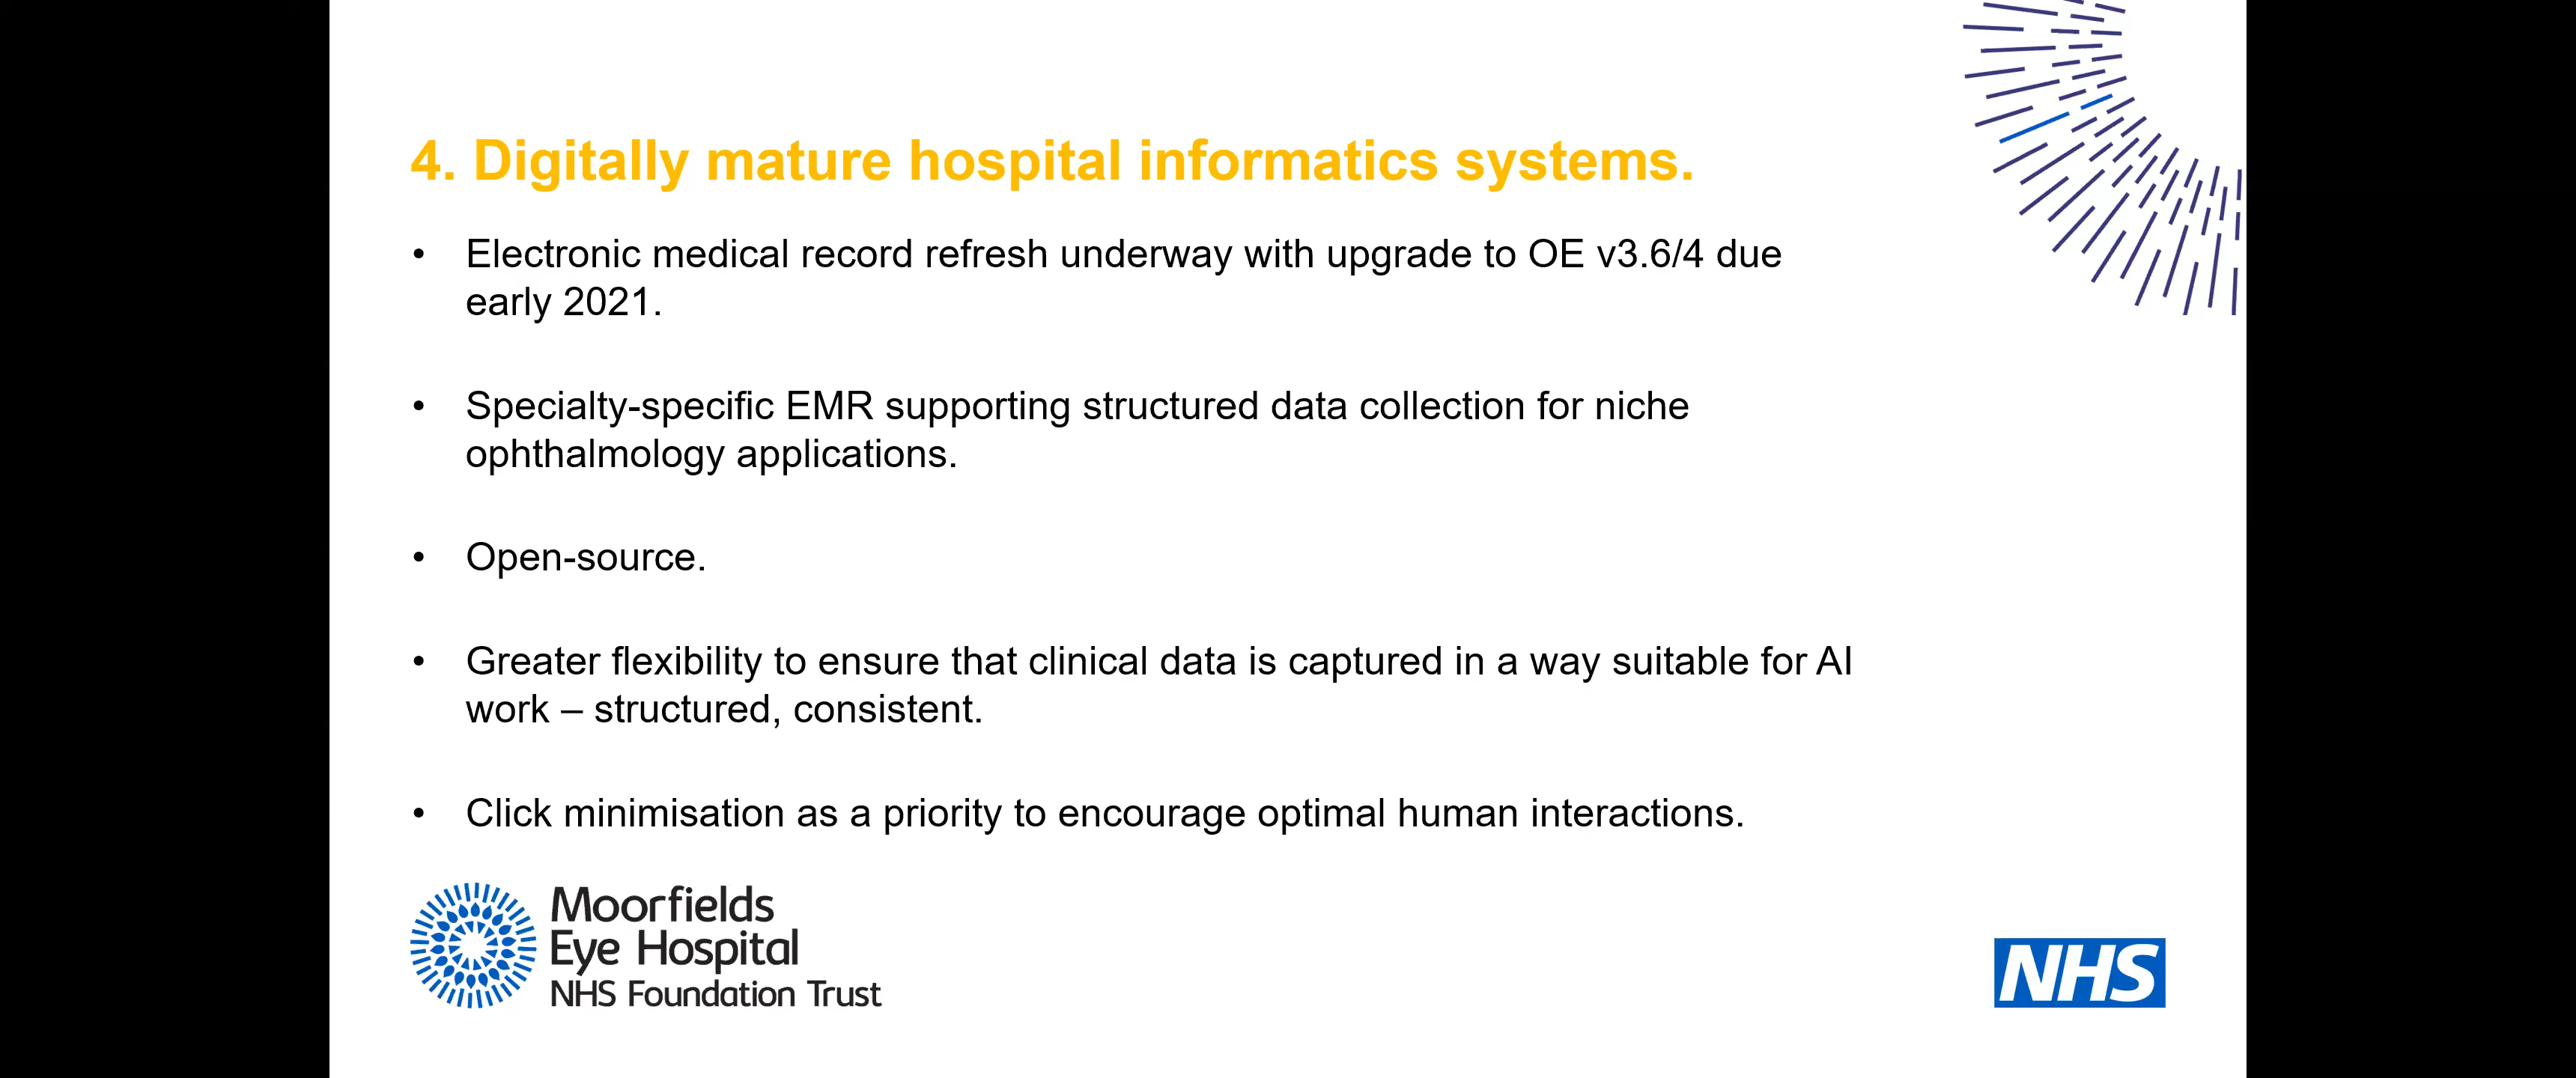 4. Digitally mature hospital informatics systems.
• Electronic medical record refresh underway with upgrade to OE v3.6/4 due
early 2021.
• Specialty-specific EMR supporting structured data collection for niche
ophthalmology applications.
• Open-source.
• Greater flexibility to ensure that clinical data is captured in a way suitable for AI
work – structured, consistent.
• Click minimisation as a priority to encourage optimal human interactions.
Moorfields
Eye Hospital
NHS Foundation Trust
NHS